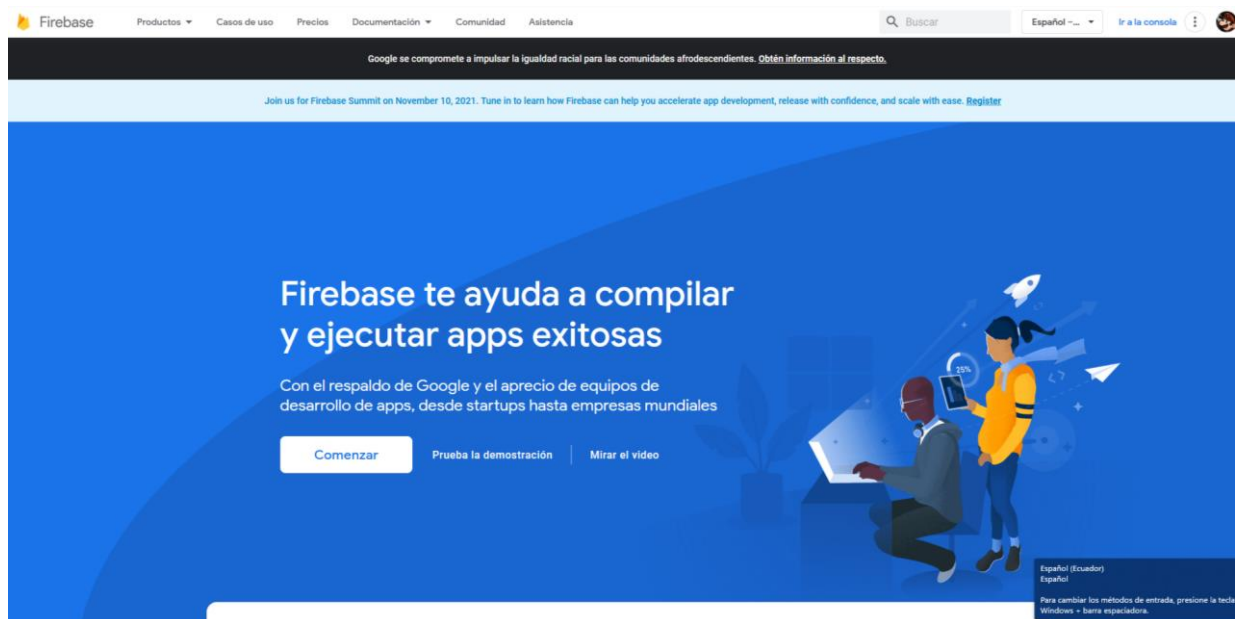 Firebase
Productos
Casos de uso
Precios
Documentación
Comunidad
Asistencia
Buscar
Español –...
Ir a la consola
Google se compromete a impulsar la igualdad racial para las comunidades afrodescendientes. Obtén información al respecto.
Join us for Firebase Summit on November 10, 2021. Tune in to learn how Firebase can help you accelerate app development, release with confidence, and scale with ease. Register
Firebase te ayuda a compilar
y ejecutar apps exitosas
Con el respaldo de Google y el aprecio de equipos de
desarrollo de apps, desde startups hasta empresas mundiales
Comenzar
Prueba la demostración
Mirar el video
25%
Español (Ecuador)
Español
Para cambiar los métodos de entrada, presione la tecla
Windows + barra espaciadora.